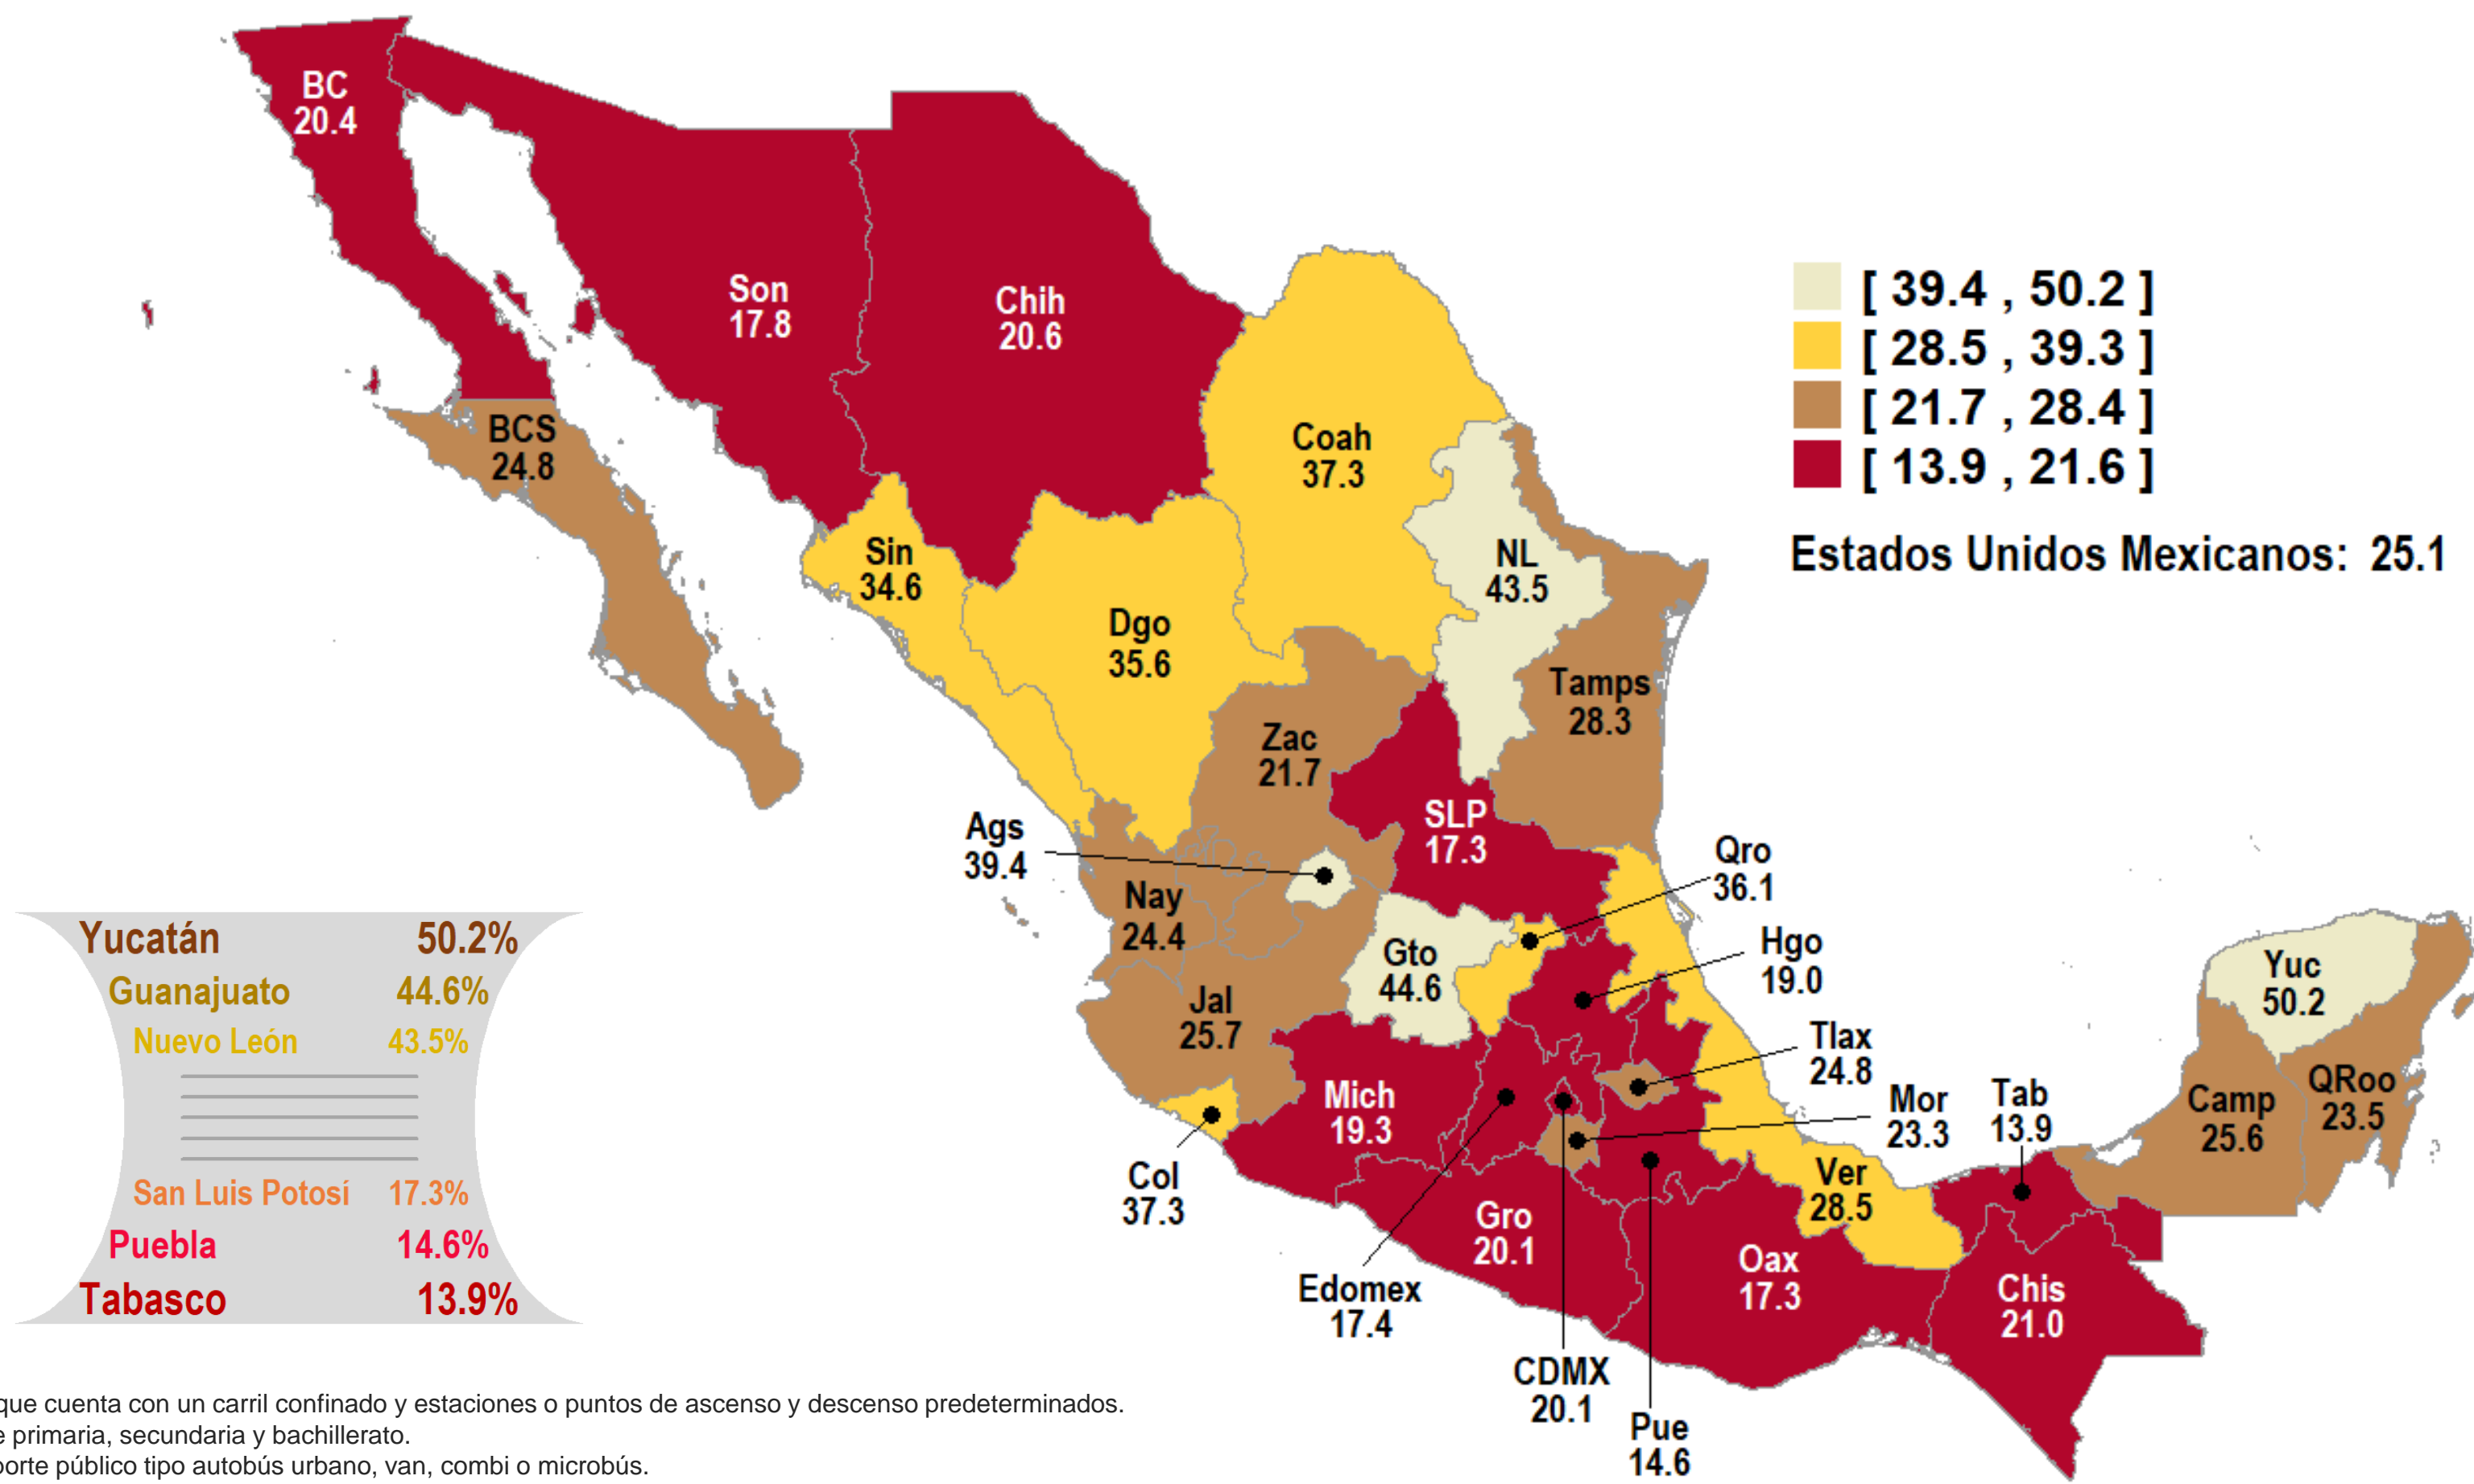 BC
20.4
Son
17.8
Chih
20.6
[ 39.4 , 50.2 ]
[ 28.5 , 39.3 ]
[ 21.7 , 28.4 ]
[ 13.9 , 21.6 ]
Estados Unidos Mexicanos: 25.1
BCS
24.8
Coah
37.3
Sin
34.6
NL
43.5
Dgo
35.6
Tamps
28.3
Zac
21.7
SLP
17.3
Ags
39.4
Qro
36.1
Nay
24.4
Gto
44.6
Hgo
19.0
Jal
25.7
Tlax
24.8
Mich
19.3
Mor
23.3
Tab
13.9
Yuc
50.2
QRoo
23.5
Camp
25.6
Col
37.3
Ver
28.5
Gro
20.1
Oax
17.3
Chis
21.0
Edomex
17.4
CDMX
20.1
Pue
14.6
Yucatán 50.2%
Guanajuato 44.6%
Nuevo León 43.5%
San Luis Potosí 17.3%
Puebla 14.6%
Tabasco 13.9%
que cuenta con un carril confinado y estaciones o puntos de ascenso y descenso predeterminados.
e primaria, secundaria y bachillerato.
porte público tipo autobús urbano, van, combi o microbús.